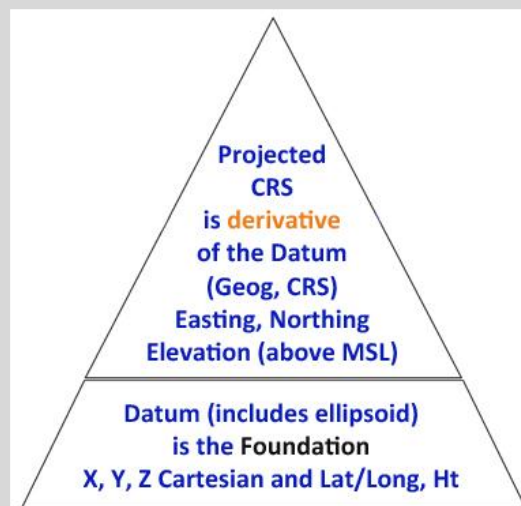 Projected
CRS
is derivative
of the Datum
(Geog, CRS)
Easting, Northing
Elevation (above MSL)
Datum (includes ellipsoid)
is the Foundation
X, Y, Z Cartesian and Lat/Long, Ht